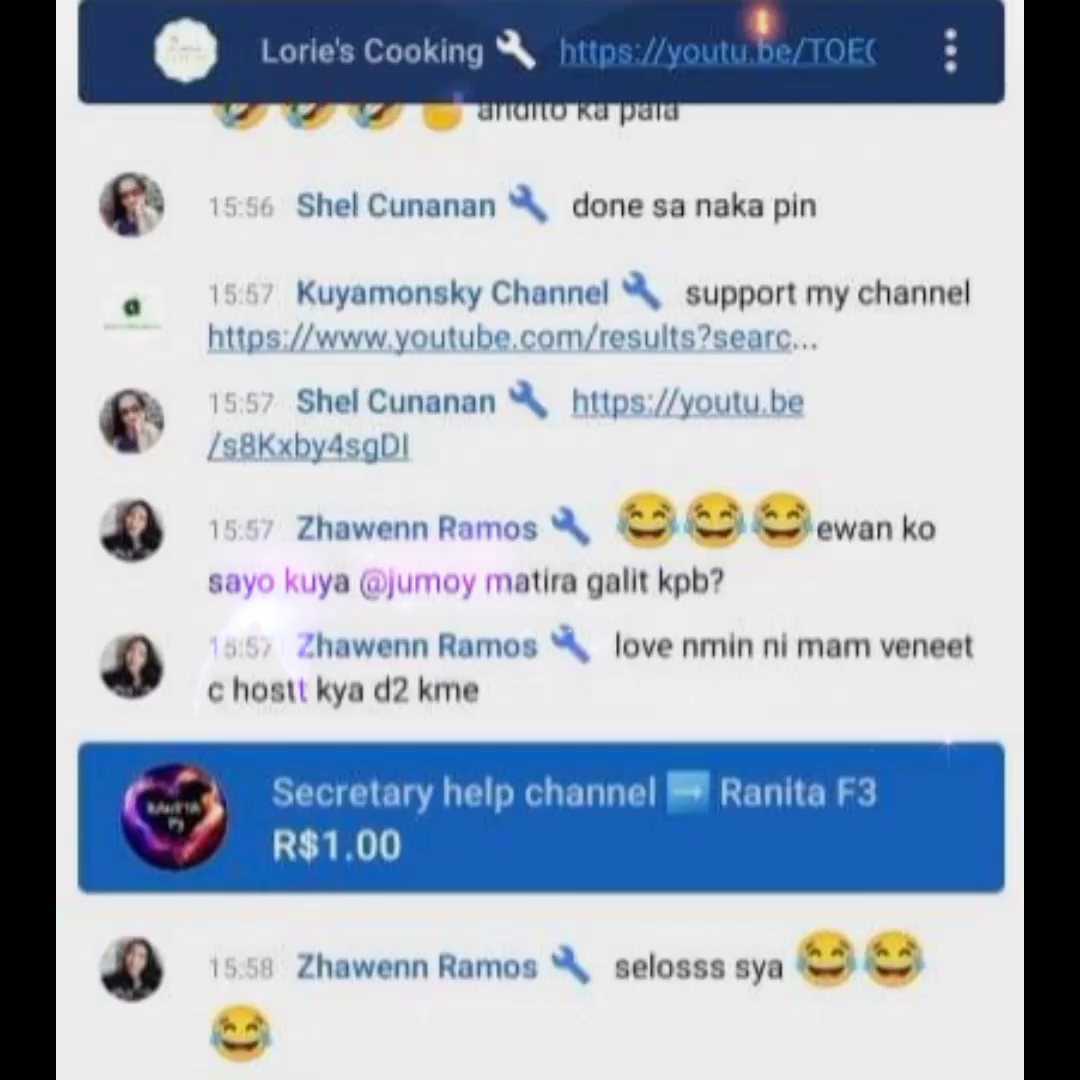 Lorie's Cooking 🔧 https://youtu.be/TOE(
🤣🤣🤣 andito ka pala
15:56 Shel Cunanan 🔧 done sa naka pin
15:57 Kuyamonsky Channel 🔧 support my channel
https://www.youtube.com/results?searc...
15:57 Shel Cunanan 🔧 https://youtu.be
/s8Kxby4sgDI
15:57 Zhawenn Ramos 🔧 😂😂😂ewan ko
sayo kuya @jumoy matira galit kpb?
15:57 Zhawenn Ramos 🔧 love nmin ni mam veneet
c hostt kya d2 kme
Secretary help channel ➡️ Ranita F3
R$1.00
15:58 Zhawenn Ramos 🔧 selosss sya 😂😂
😂